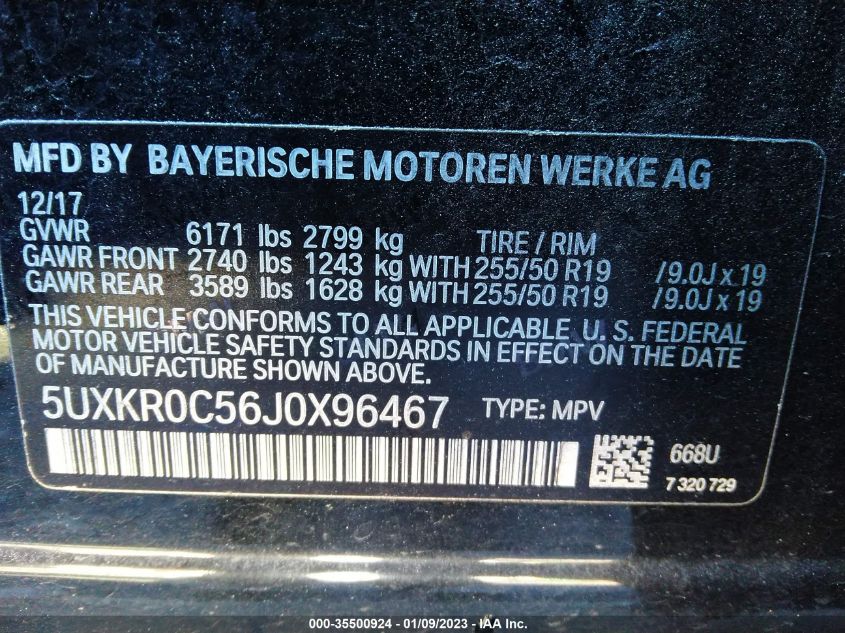 MFD BY BAYERISCHE MOTOREN WERKE AG
12/17
GVWR 6171 lbs 2799 kg TIRE / RIM
GAWR FRONT 2740 lbs 1243 kg WITH 255/50 R19 /9.0J x 19
GAWR REAR 3589 lbs 1628 kg WITH 255/50 R19 /9.0J x 19
THIS VEHICLE CONFORMS TO ALL APPLICABLE, U. S. FEDERAL
MOTOR VEHICLE SAFETY STANDARDS IN EFFECT ON THE DATE
OF MANUFACTURE SHOWN ABOVE.
5UXKR0C56J0X96467 TYPE: MPV
668U
7 320 729
000-35500924 - 01/09/2023 - IAA Inc.